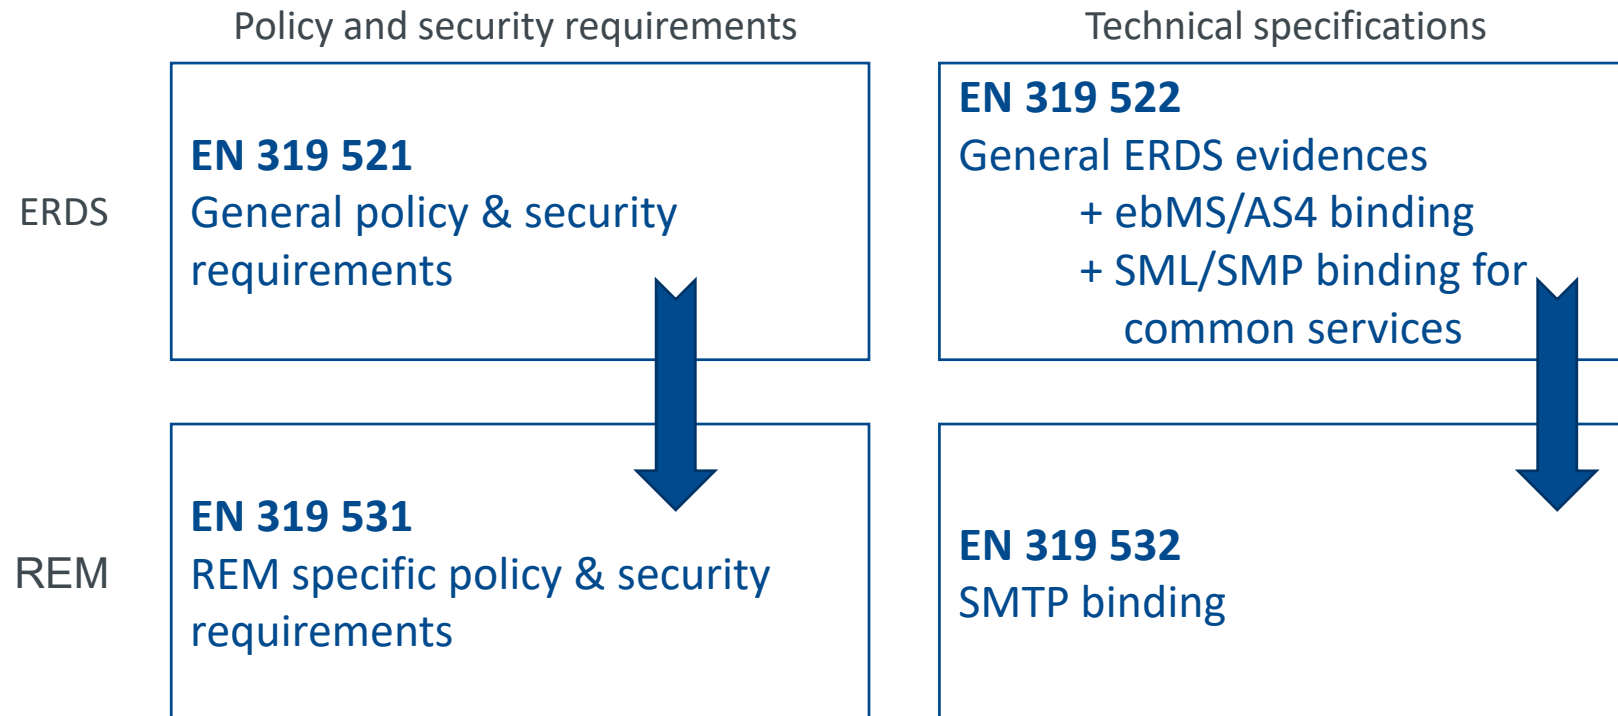 Policy and security requirements
Technical specifications
ERDS
EN 319 521
General policy & security
requirements
EN 319 522
General ERDS evidences
+ ebMS/AS4 binding
+ SML/SMP binding for
common services
REM
EN 319 531
REM specific policy & security
requirements
EN 319 532
SMTP binding